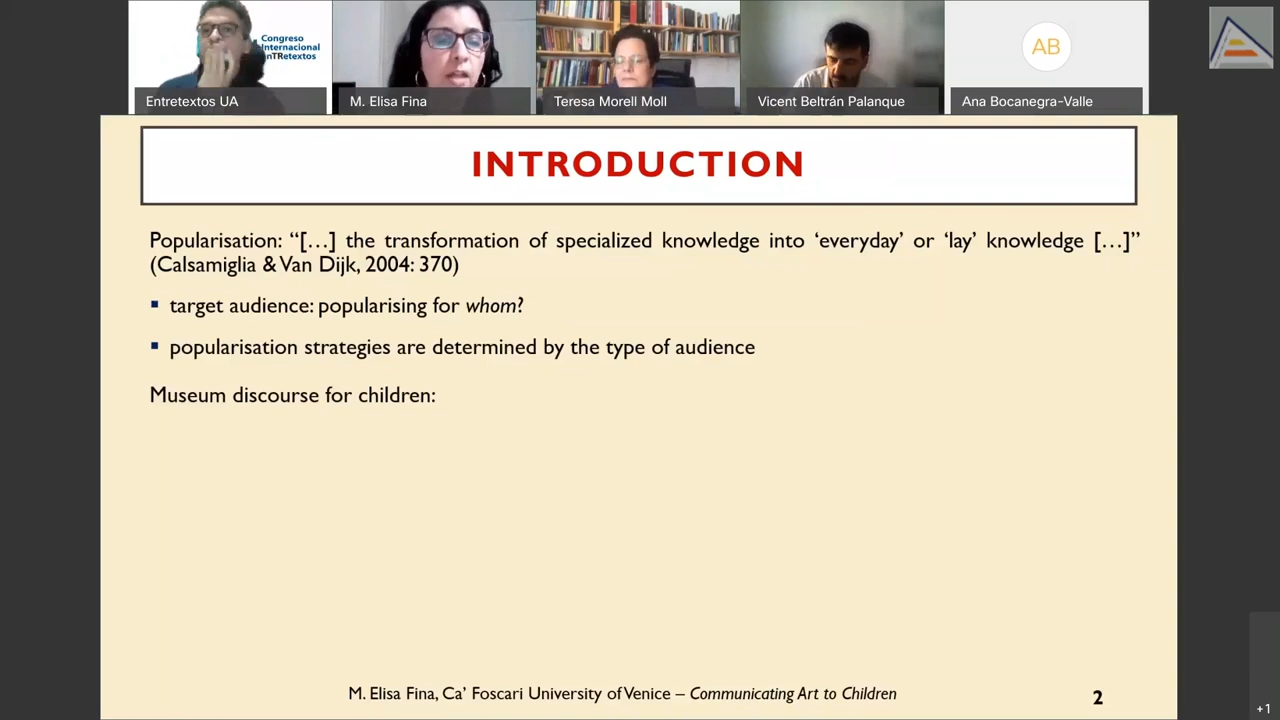 Congreso
Internacional
enTRetextos
Entretextos UA
M. Elisa Fina
Teresa Morell Moll
Vicent Beltrán Palanque
AB
Ana Bocanegra-Valle
INTRODUCTION
Popularisation: “[…] the transformation of specialized knowledge into ‘everyday’ or ‘lay’ knowledge […]”
(Calsamiglia & Van Dijk, 2004: 370)
▪ target audience: popularising for whom?
▪ popularisation strategies are determined by the type of audience
Museum discourse for children:
M. Elisa Fina, Ca’ Foscari University of Venice – Communicating Art to Children
2
+1